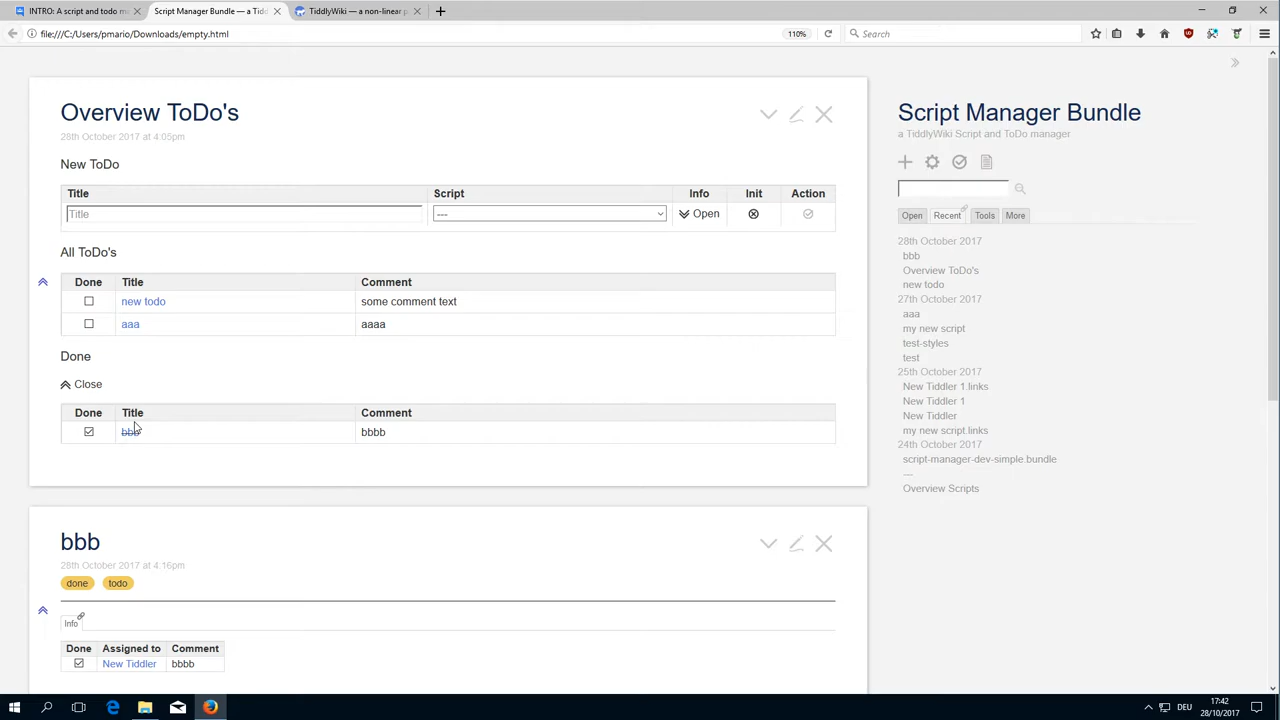 INTRO: A script and todo m
Script Manager Bundle — a Tid
TiddlyWiki — a non-linear p
file:///C:/Users/pmario/Downloads/empty.html
110%
Search
Overview ToDo's
28th October 2017 at 4:05pm
New ToDo
Title Script Info Init Action
Title --- Open
All ToDo's
Done Title Comment
new todo some comment text
aaa aaaa
Done
Close
Done Title Comment
bbb bbbb
bbb
28th October 2017 at 4:16pm
done todo
Info
Done Assigned to Comment
New Tiddler bbbb
Script Manager Bundle
a TiddlyWiki Script and ToDo manager
Open Recent Tools More
28th October 2017
bbb
Overview ToDo's
new todo
27th October 2017
aaa
my new script
test-styles
test
25th October 2017
New Tiddler 1.links
New Tiddler 1
New Tiddler
my new script.links
24th October 2017
script-manager-dev-simple.bundle
---
Overview Scripts
DEU
17:42
28/10/2017